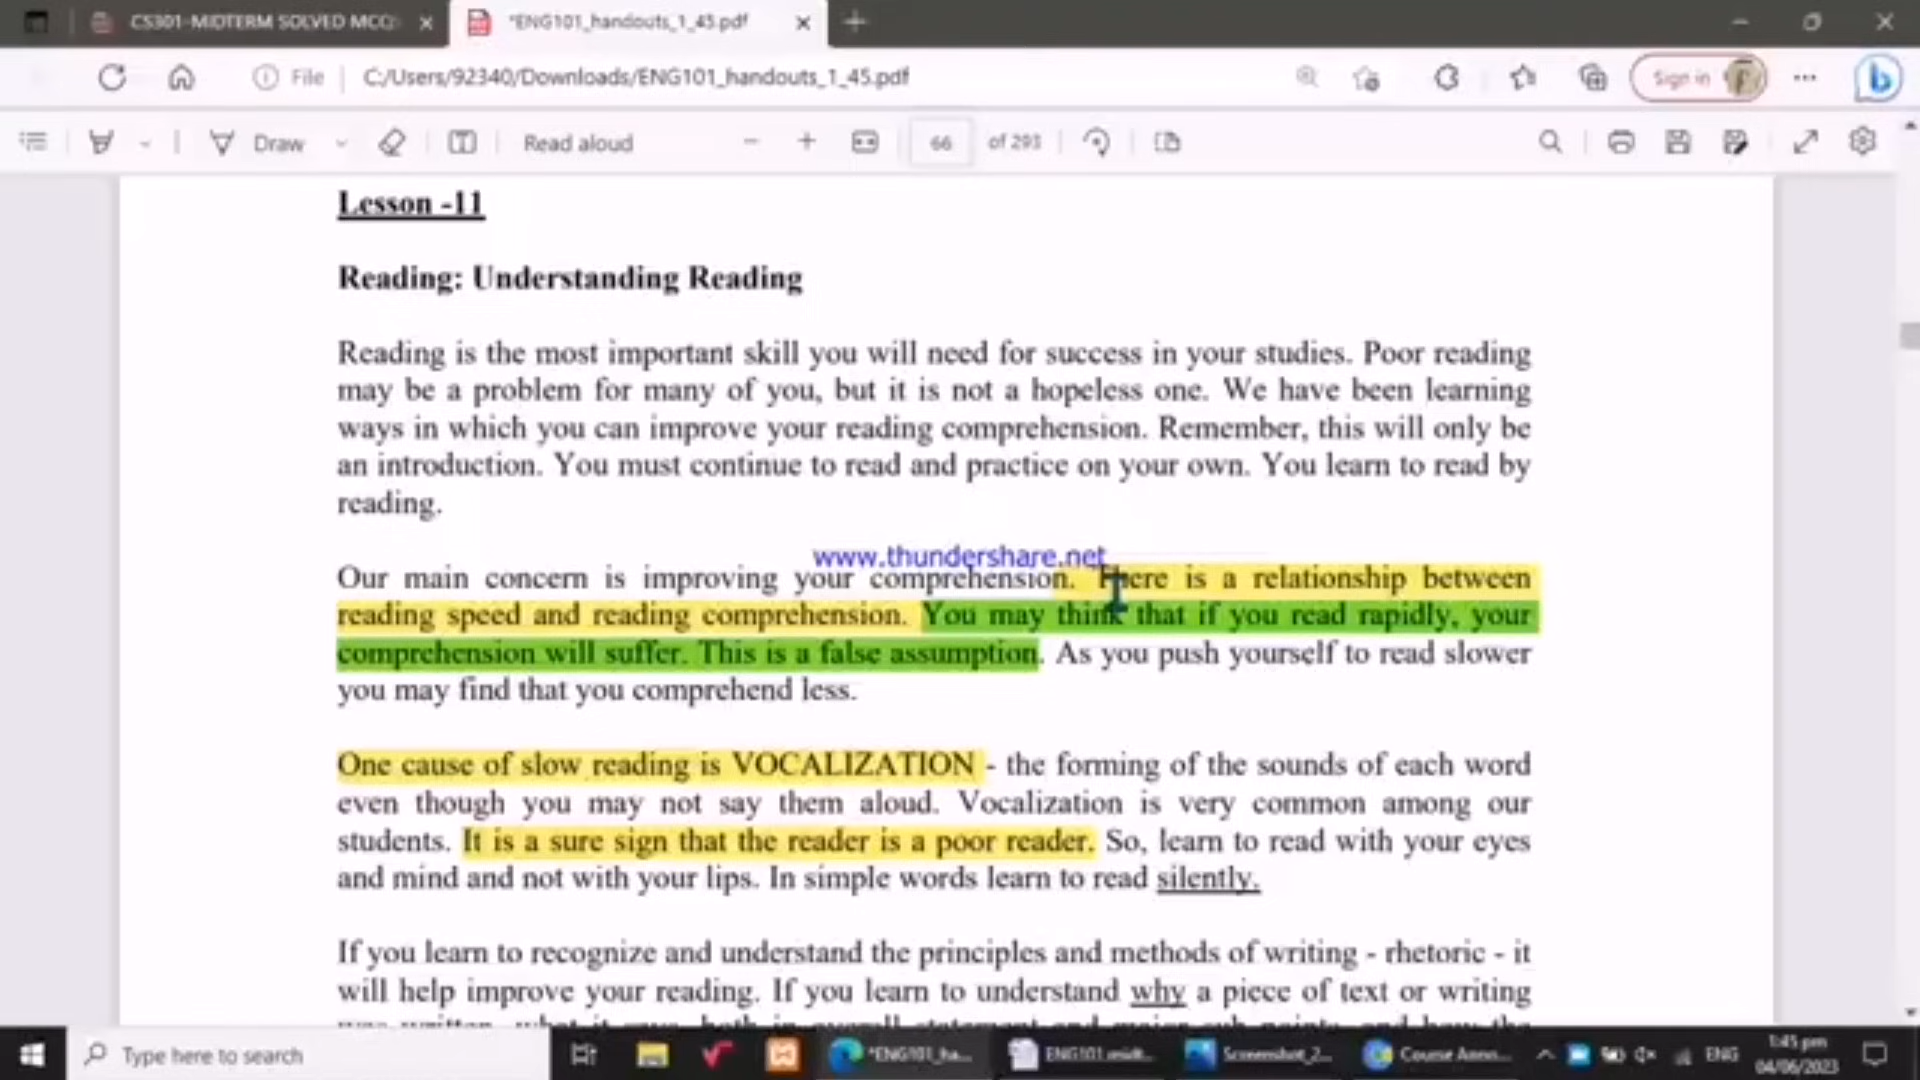 CS301-MIDTERM SOLVED MCQ
*ENG101_handouts_1_45.pdf
File
C:/Users/92340/Downloads/ENG101_handouts_1_45.pdf
Sign in
Draw
Read aloud
66 of 293
Lesson -11
Reading: Understanding Reading
Reading is the most important skill you will need for success in your studies. Poor reading
may be a problem for many of you, but it is not a hopeless one. We have been learning
ways in which you can improve your reading comprehension. Remember, this will only be
an introduction. You must continue to read and practice on your own. You learn to read by
reading.
www.thundershare.net
Our main concern is improving your comprehension. There is a relationship between
reading speed and reading comprehension. You may think that if you read rapidly, your
comprehension will suffer. This is a false assumption. As you push yourself to read slower
you may find that you comprehend less.
One cause of slow reading is VOCALIZATION - the forming of the sounds of each word
even though you may not say them aloud. Vocalization is very common among our
students. It is a sure sign that the reader is a poor reader. So, learn to read with your eyes
and mind and not with your lips. In simple words learn to read silently.
If you learn to recognize and understand the principles and methods of writing - rhetoric - it
will help improve your reading. If you learn to understand why a piece of text or writing
Type here to search
*ENG101_ha...
ENG101 midt...
Screenshot_2...
Course Anno...
ENG
1:45 pm
04/06/2023